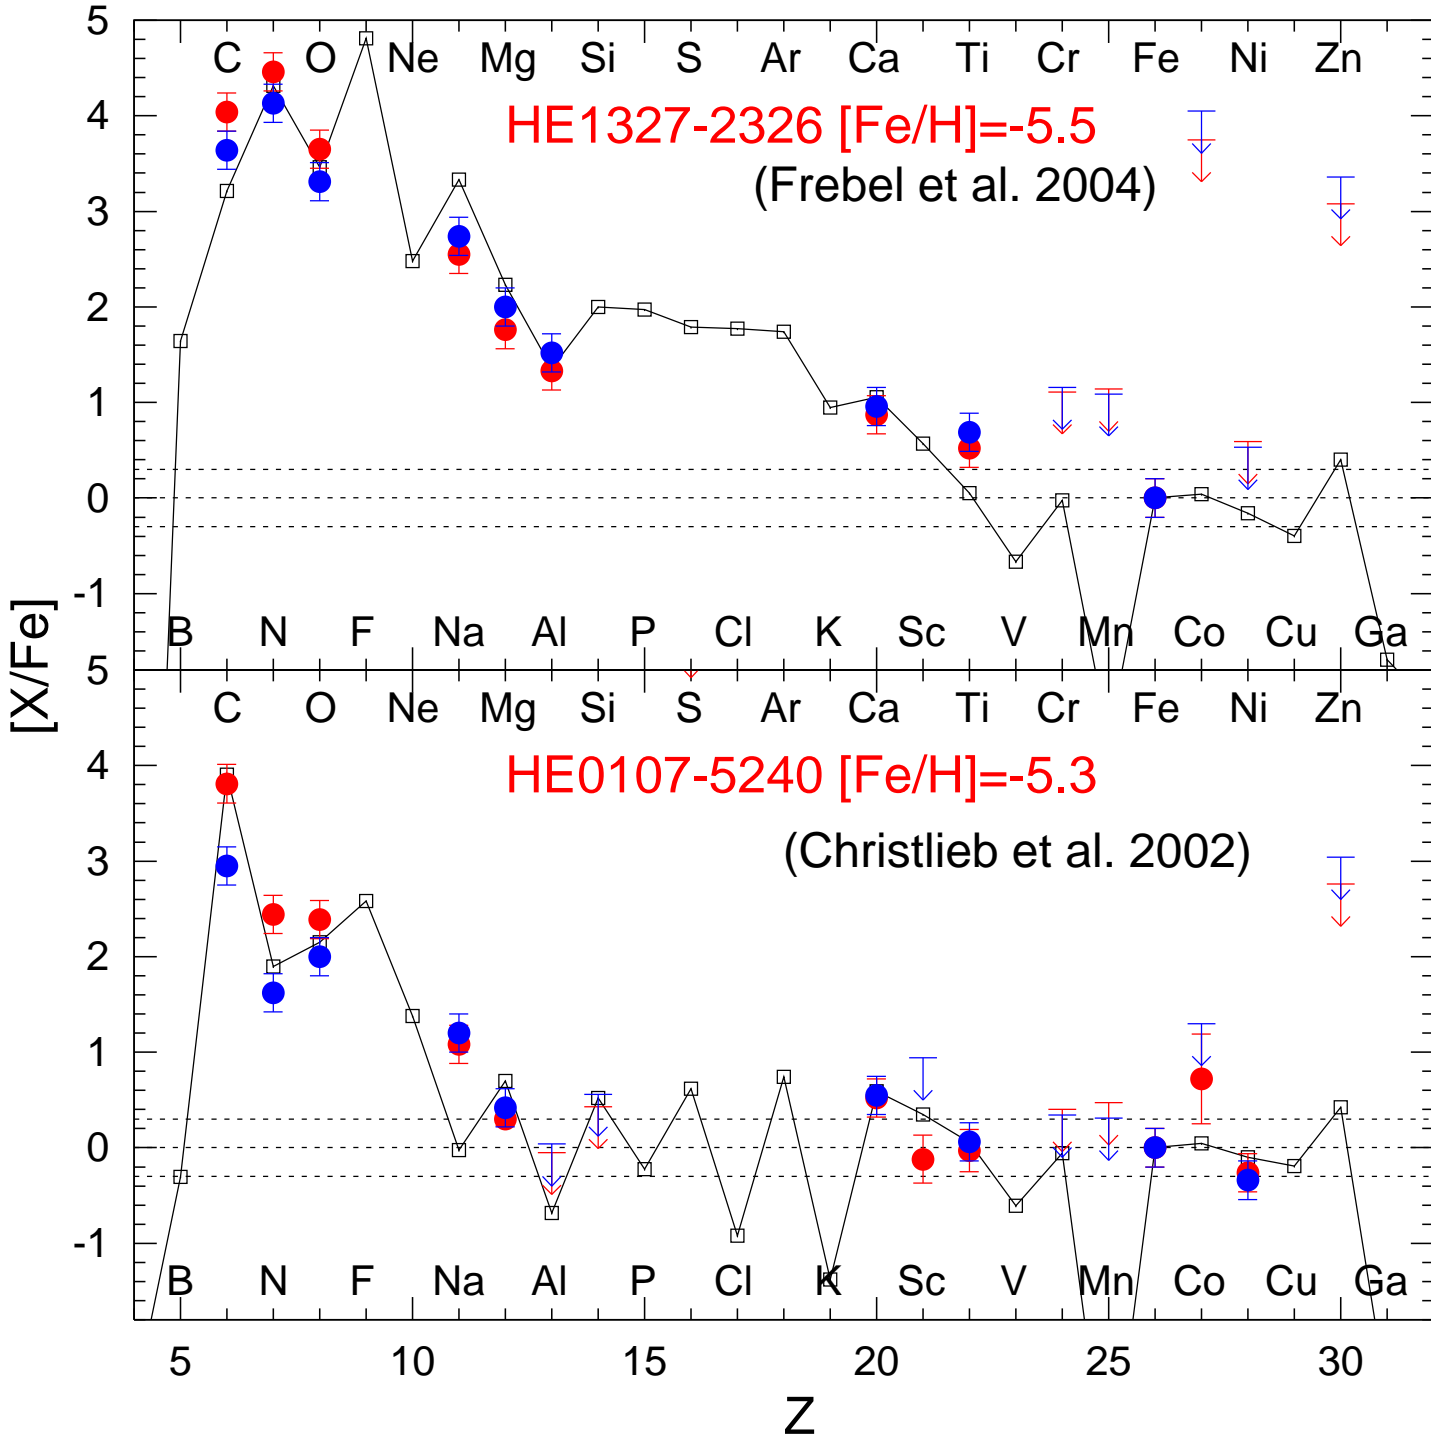 5
C O Ne Mg Si S Ar Ca Ti Cr Fe Ni Zn
4
HE1327-2326 [Fe/H]=-5.5
(Frebel et al. 2004)
3
2
1
0
-1
B N F Na Al P Cl K Sc V Mn Co Cu Ga
[X/Fe]
5
C O Ne Mg Si S Ar Ca Ti Cr Fe Ni Zn
4
HE0107-5240 [Fe/H]=-5.3
(Christlieb et al. 2002)
3
2
1
0
-1
B N F Na Al P Cl K Sc V Mn Co Cu Ga
5 10 15 20 25 30
Z